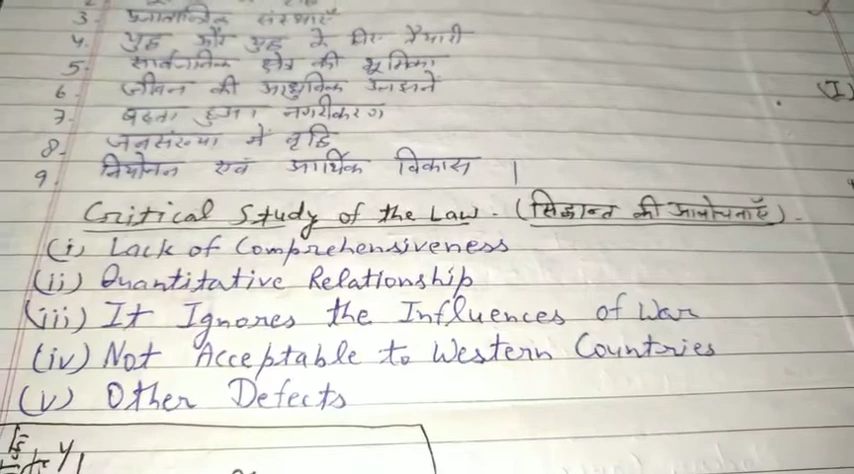 3. प्रजातान्त्रिक संस्थाएँ
4. युद्ध और युद्ध के लिए तैयारी
5. सार्वजनिक क्षेत्र की भूमिका
6. जीवन की आधुनिक उलझनें
7. बढ़ता हुआ नगरीकरण
8. जनसंख्या में वृद्धि
9. नियोजन एवं आर्थिक विकास |
(I)
Critical Study of the Law. (सिद्धान्त की आलोचनाएँ).
(i) Lack of Comprehensiveness
(ii) Quantitative Relationship
(iii) It Ignores the Influences of War
(iv) Not Acceptable to Western Countries
(v) Other Defects